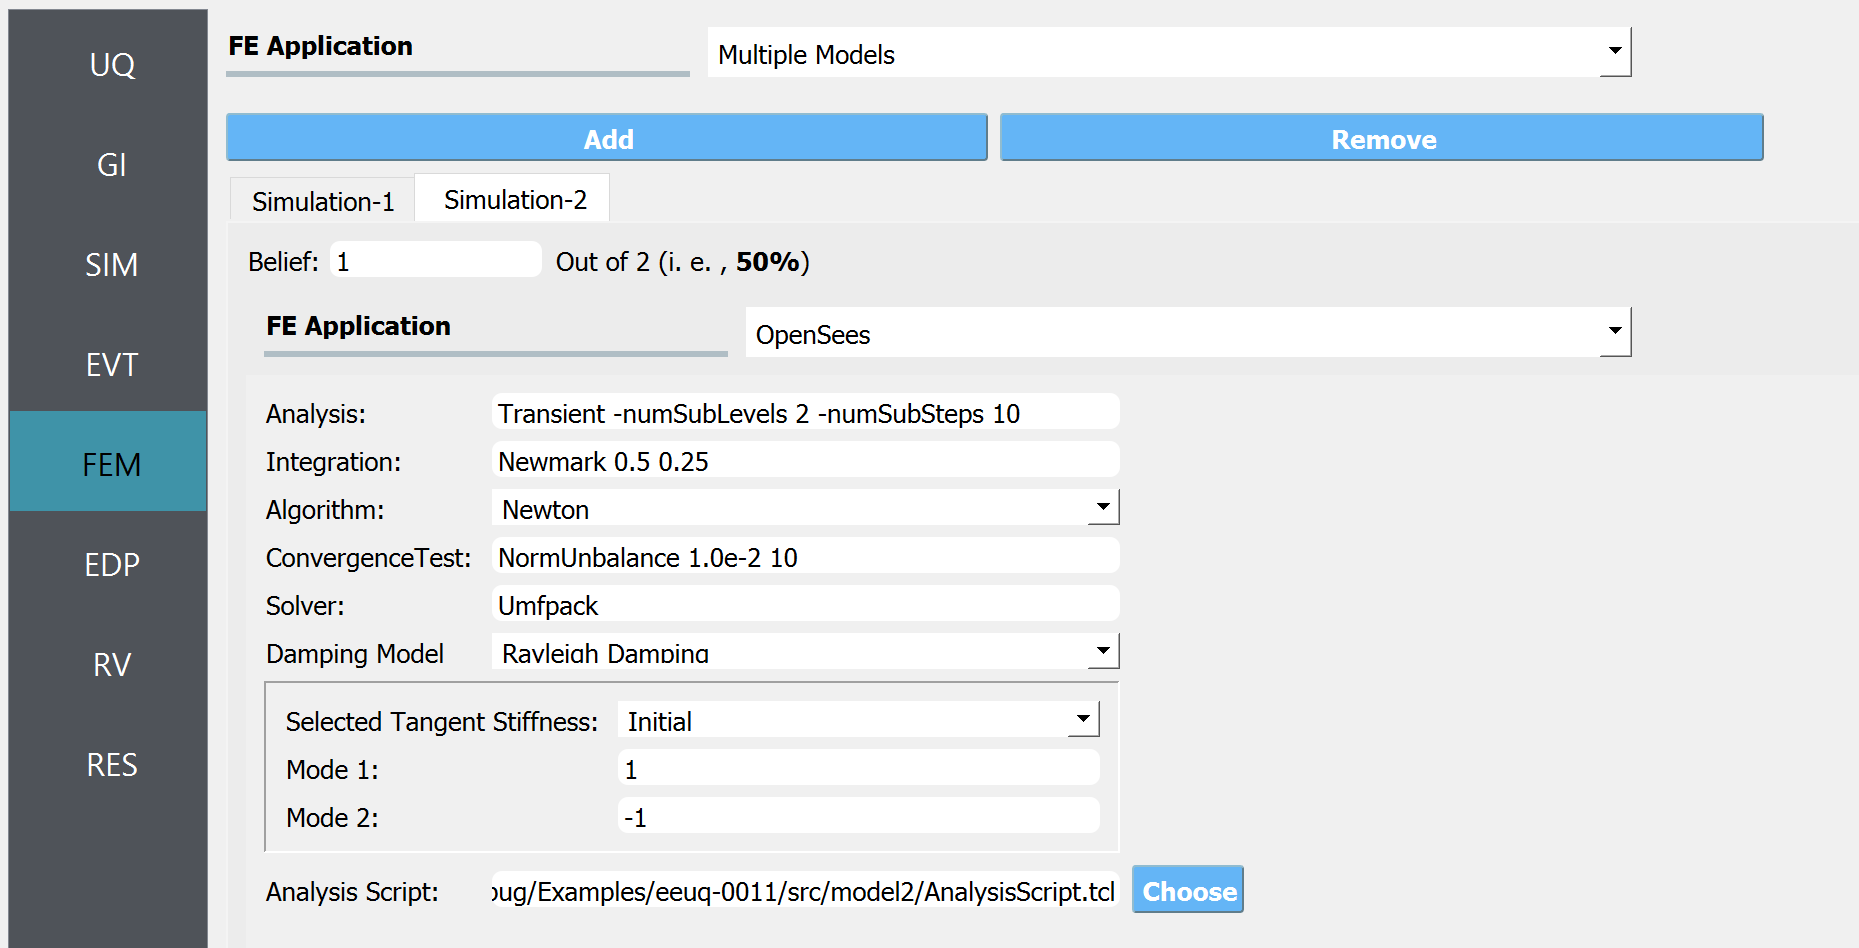 UQ
GI
SIM
EVT
FEM
EDP
RV
RES
FE Application
Multiple Models
Add
Remove
Simulation-1
Simulation-2
Belief: 1 Out of 2 (i. e. , 50%)
FE Application
OpenSees
Analysis: Transient -numSubLevels 2 -numSubSteps 10
Integration: Newmark 0.5 0.25
Algorithm: Newton
ConvergenceTest: NormUnbalance 1.0e-2 10
Solver: Umfpack
Damping Model Rayleigh Damping
Selected Tangent Stiffness: Initial
Mode 1: 1
Mode 2: -1
Analysis Script: bug/Examples/eeuq-0011/src/model2/AnalysisScript.tcl Choose